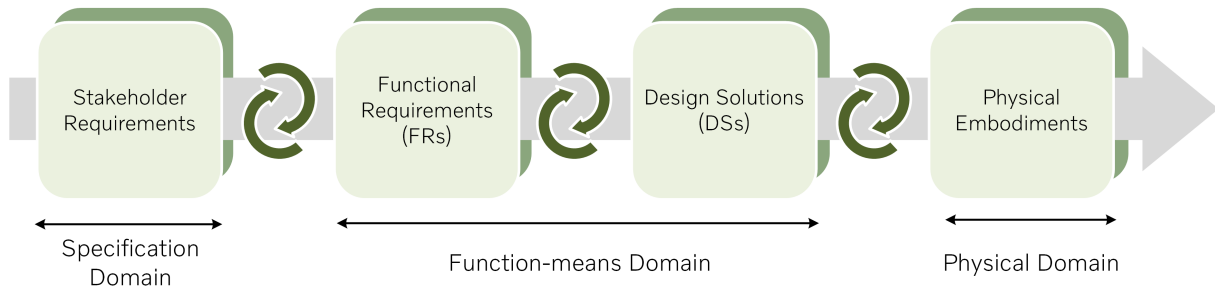 Stakeholder
Requirements
Functional
Requirements
(FRs)
Design Solutions
(DSs)
Physical
Embodiments
Specification
Domain
Function-means Domain
Physical Domain